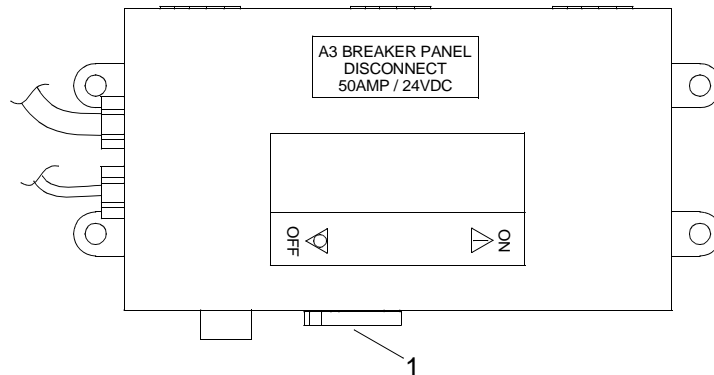 A3 BREAKER PANEL
DISCONNECT
50AMP / 24VDC
OFF
ON
1